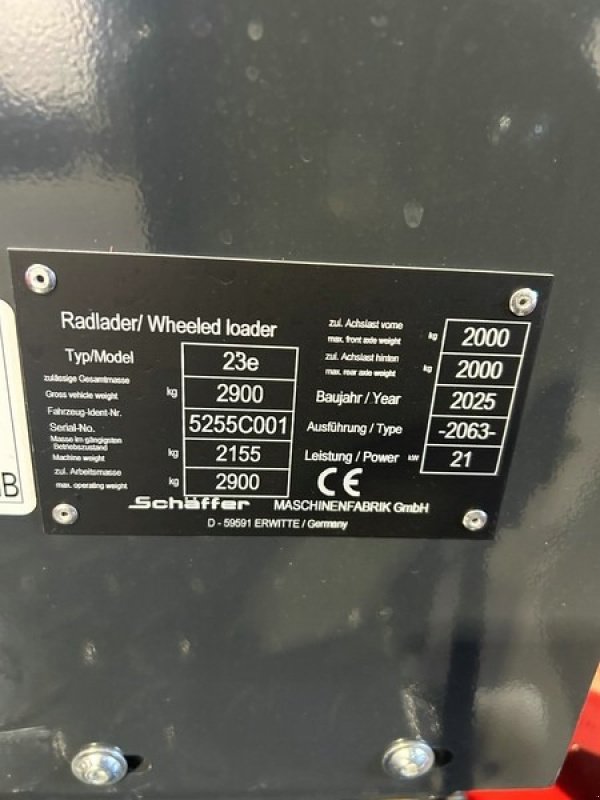 Radlader/ Wheeled loader
Typ/Model 23e
zulässige Gesamtmasse
Gross vehicle weight kg 2900
Fahrzeug-Ident-Nr.
Serial-No. 5255C001
Masse im gängigsten
Betriebszustand
Machine weight kg 2155
zul. Arbeitsmasse
max. operating weight kg 2900
zul. Achslast vorne
max. front axle weight kg 2000
zul. Achslast hinten
max. rear axle weight kg 2000
Baujahr / Year 2025
Ausführung / Type -2063-
Leistung / Power kW 21
CE
Schäffer MASCHINENFABRIK GmbH
D - 59591 ERWITTE / Germany